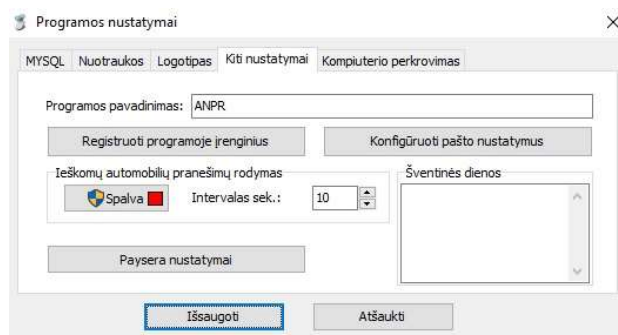 Programos nustatymai
MYSQL Nuotraukos Logotipas Kiti nustatymai Kompiuterio perkrovimas
Programos pavadinimas: ANPR
Registruoti programoje įrenginius Konfigūruoti pašto nustatymus
Ieškomų automobilių pranešimų rodymas Šventinės dienos
Spalva Intervalas sek.: 10
Paysera nustatymai
Išsaugoti Atšaukti